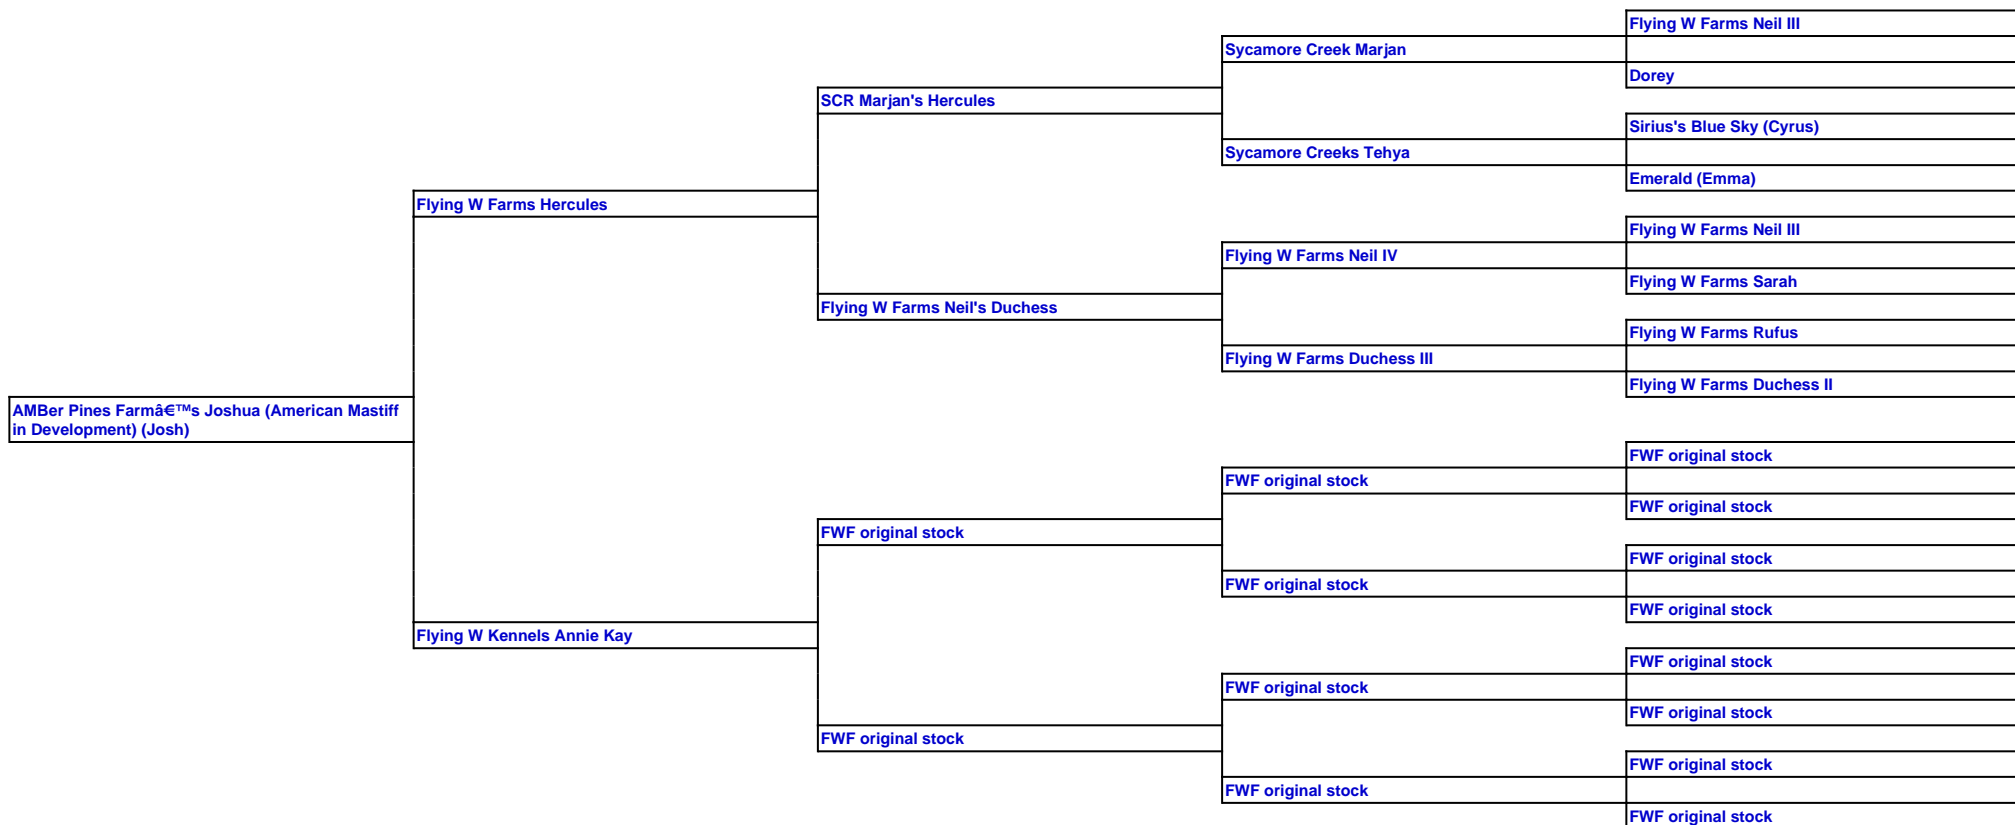 Flying W Farms Neil III
Sycamore Creek Marjan
Dorey
SCR Marjan's Hercules
Sirius's Blue Sky (Cyrus)
Sycamore Creeks Tehya
Emerald (Emma)
Flying W Farms Hercules
Flying W Farms Neil III
Flying W Farms Neil IV
Flying W Farms Sarah
Flying W Farms Neil's Duchess
Flying W Farms Rufus
Flying W Farms Duchess III
Flying W Farms Duchess II
AMBer Pines Farmâ€™s Joshua (American Mastiff
in Development) (Josh)
FWF original stock
FWF original stock
FWF original stock
FWF original stock
FWF original stock
FWF original stock
FWF original stock
Flying W Kennels Annie Kay
FWF original stock
FWF original stock
FWF original stock
FWF original stock
FWF original stock
FWF original stock
FWF original stock